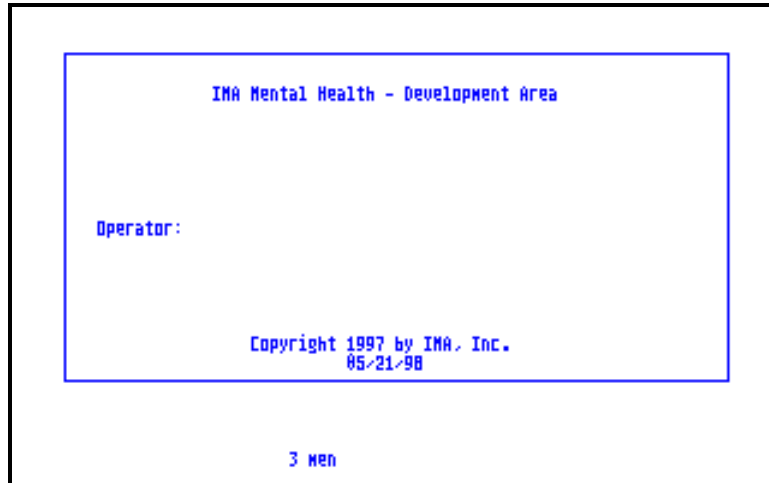 IMA Mental Health - Development Area
Operator:
Copyright 1997 by IMA, Inc.
05/21/98
3 men